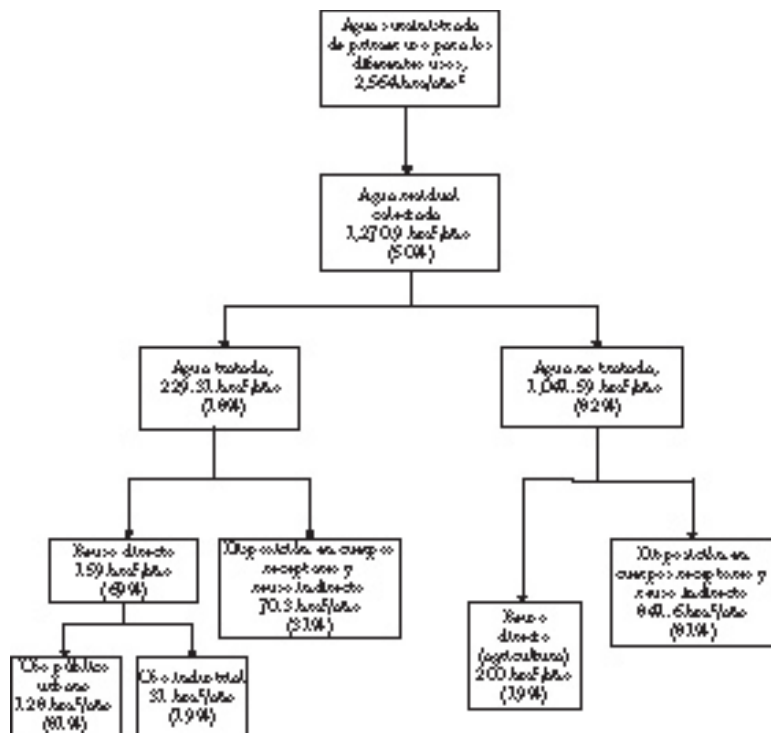 Agua suministrada
de primer uso para los
diferentes usos,
2,564 hm³/año
Agua residual
colectada
1,270.9 hm³/año
(50%)
Agua tratada,
229.31 hm³/año
(18%)
Agua no tratada,
1,041.59 hm³/año
(82%)
Reuso directo
159 hm³/año
(69%)
Disposición en cuerpos
receptores y
reuso indirecto
70.3 hm³/año
(31%)
Reuso
directo
(agricultura)
200 hm³/año
(19%)
Disposición en
cuerpos receptores y
reuso indirecto
841.6 hm³/año
(81%)
Uso público
urbano
128 hm³/año
(81%)
Uso industrial
31 hm³/año
(19%)